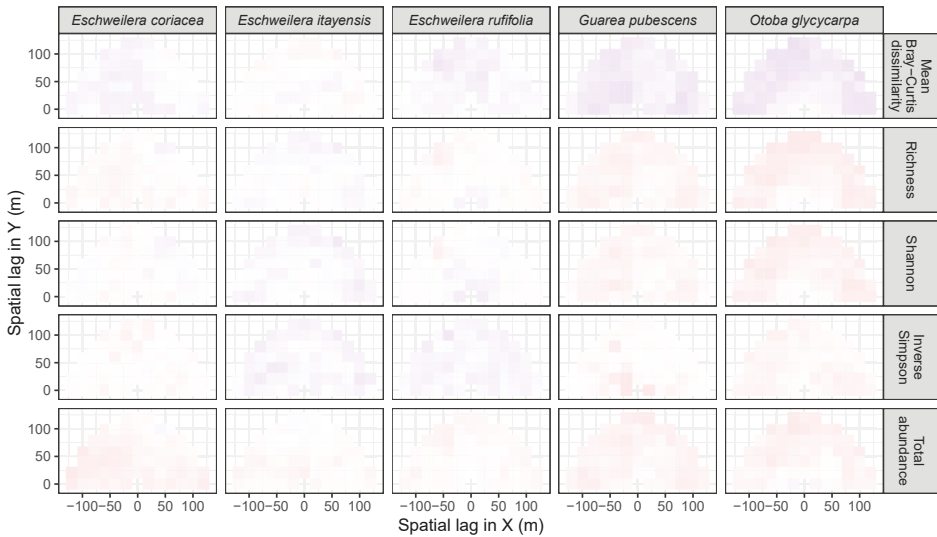 Eschweilera coriacea Eschweilera itayensis Eschweilera rufifolia Guarea pubescens Otoba glycycarpa
100
50
0
Mean
Bray−Curtis
dissimilarity
100
50
0
Richness
Spatial lag in Y (m)
100
50
0
Shannon
100
50
0
Inverse
Simpson
100
50
0
Total
abundance
−100−50 0 50 100 −100−50 0 50 100 −100−50 0 50 100 −100−50 0 50 100 −100−50 0 50 100
Spatial lag in X (m)